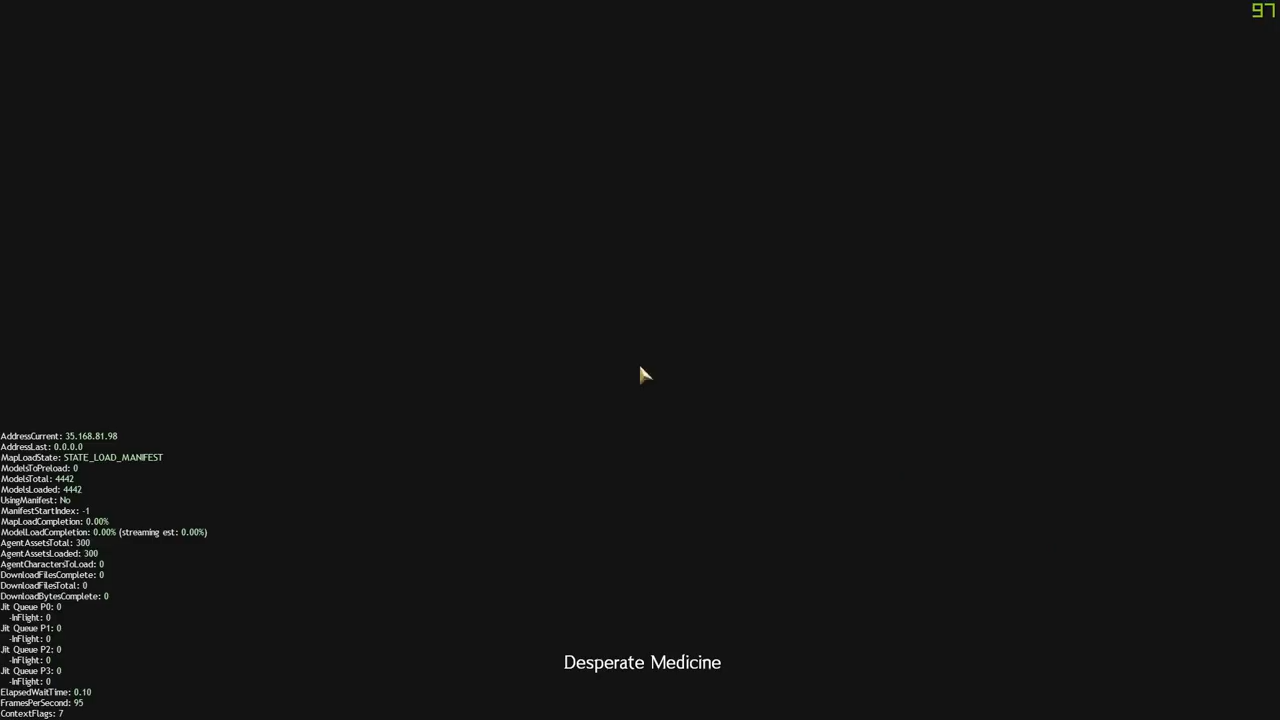 97
AddressCurrent: 35.168.81.98
AddressLast: 0.0.0.0
MapLoadState: STATE_LOAD_MANIFEST
ModelsToPreload: 0
ModelsTotal: 4442
ModelsLoaded: 4442
UsingManifest: No
ManifestStartIndex: -1
MapLoadCompletion: 0.00%
ModelLoadCompletion: 0.00% (streaming est: 0.00%)
AgentAssetsTotal: 300
AgentAssetsLoaded: 300
AgentCharactersToLoad: 0
DownloadFilesComplete: 0
DownloadFilesTotal: 0
DownloadBytesComplete: 0
Jit Queue P0: 0
-InFlight: 0
Jit Queue P1: 0
-InFlight: 0
Jit Queue P2: 0
-InFlight: 0
Desperate Medicine
Jit Queue P3: 0
-InFlight: 0
ElapsedWaitTime: 0.10
FramesPerSecond: 95
ContextFlags: 7